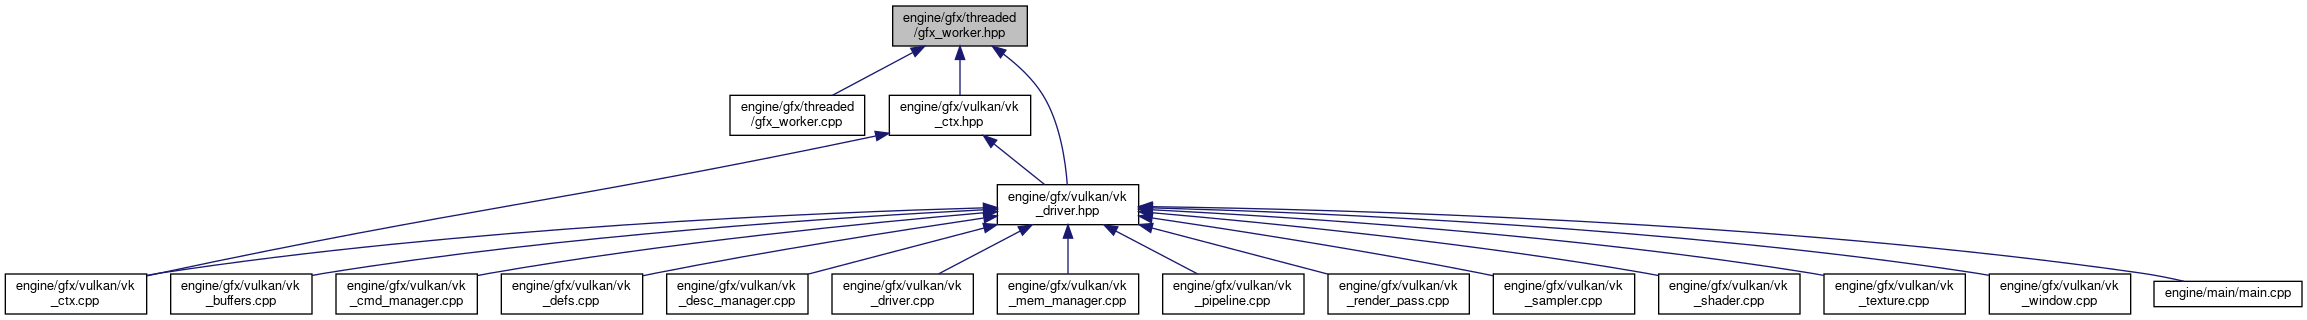 engine/gfx/threaded
/gfx_worker.hpp
engine/gfx/threaded
/gfx_worker.cpp
engine/gfx/vulkan/vk
_ctx.hpp
engine/gfx/vulkan/vk
_driver.hpp
engine/gfx/vulkan/vk
_ctx.cpp
engine/gfx/vulkan/vk
_buffers.cpp
engine/gfx/vulkan/vk
_cmd_manager.cpp
engine/gfx/vulkan/vk
_defs.cpp
engine/gfx/vulkan/vk
_desc_manager.cpp
engine/gfx/vulkan/vk
_driver.cpp
engine/gfx/vulkan/vk
_mem_manager.cpp
engine/gfx/vulkan/vk
_pipeline.cpp
engine/gfx/vulkan/vk
_render_pass.cpp
engine/gfx/vulkan/vk
_sampler.cpp
engine/gfx/vulkan/vk
_shader.cpp
engine/gfx/vulkan/vk
_texture.cpp
engine/gfx/vulkan/vk
_window.cpp
engine/main/main.cpp